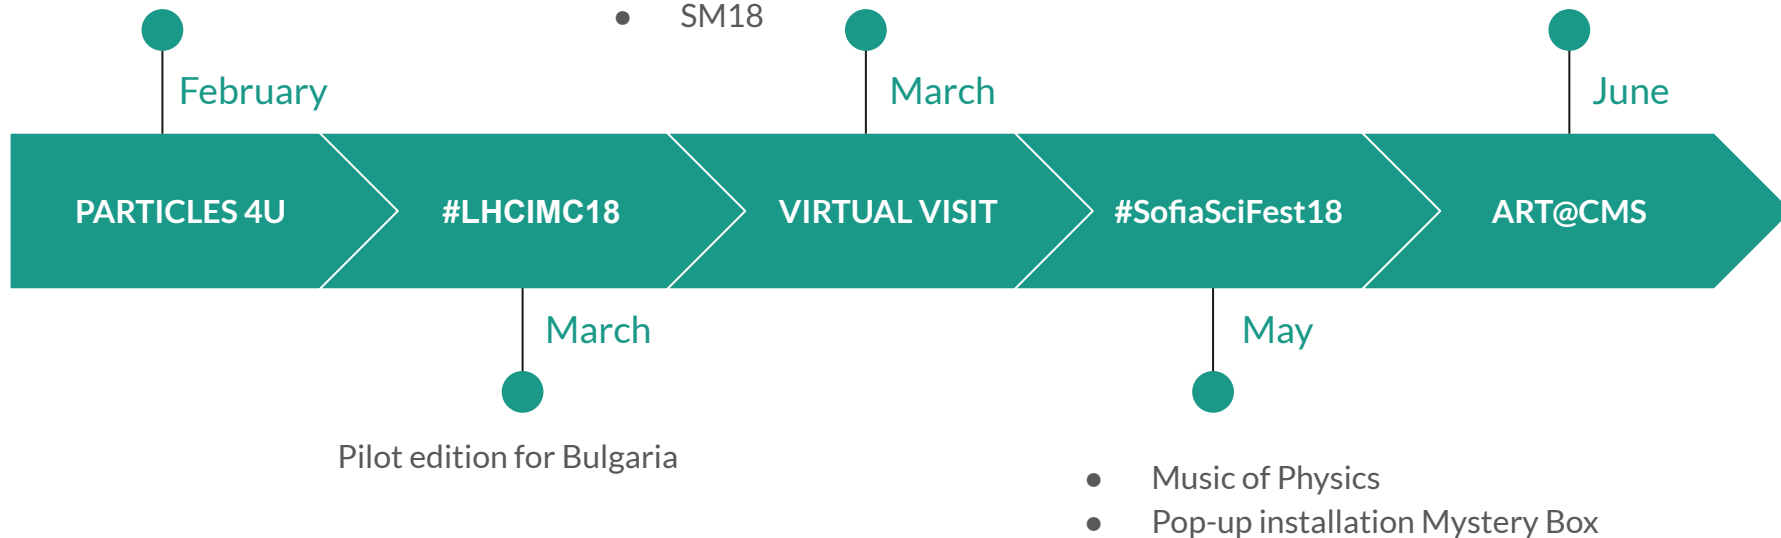 ● SM18
February
March
June
PARTICLES 4U
#LHCIMC18
VIRTUAL VISIT
#SofiaSciFest18
ART@CMS
March
May
Pilot edition for Bulgaria
● Music of Physics
● Pop-up installation Mystery Box